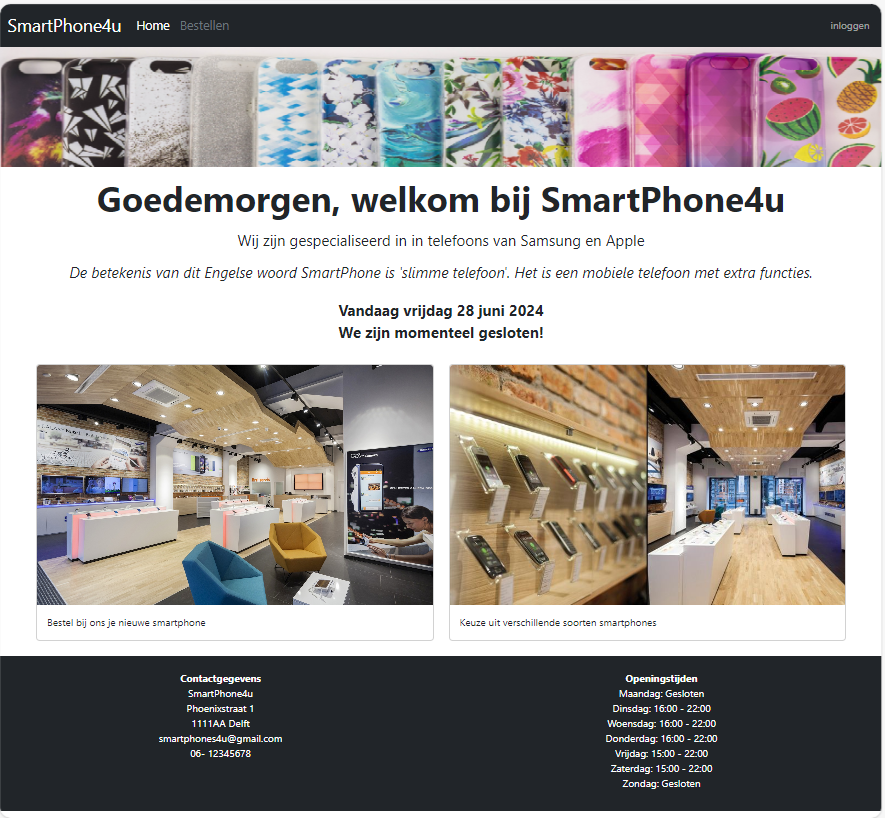 SmartPhone4u Home Bestellen inloggen
Goedemorgen, welkom bij SmartPhone4u
Wij zijn gespecialiseerd in in telefoons van Samsung en Apple
De betekenis van dit Engelse woord SmartPhone is 'slimme telefoon'. Het is een mobiele telefoon met extra functies.
Vandaag vrijdag 28 juni 2024
We zijn momenteel gesloten!
Bestel bij ons je nieuwe smartphone
Keuze uit verschillende soorten smartphones
Contactgegevens
SmartPhone4u
Phoenixstraat 1
1111AA Delft
smartphones4u@gmail.com
06- 12345678
Openingstijden
Maandag: Gesloten
Dinsdag: 16:00 - 22:00
Woensdag: 16:00 - 22:00
Donderdag: 16:00 - 22:00
Vrijdag: 15:00 - 22:00
Zaterdag: 15:00 - 22:00
Zondag: Gesloten